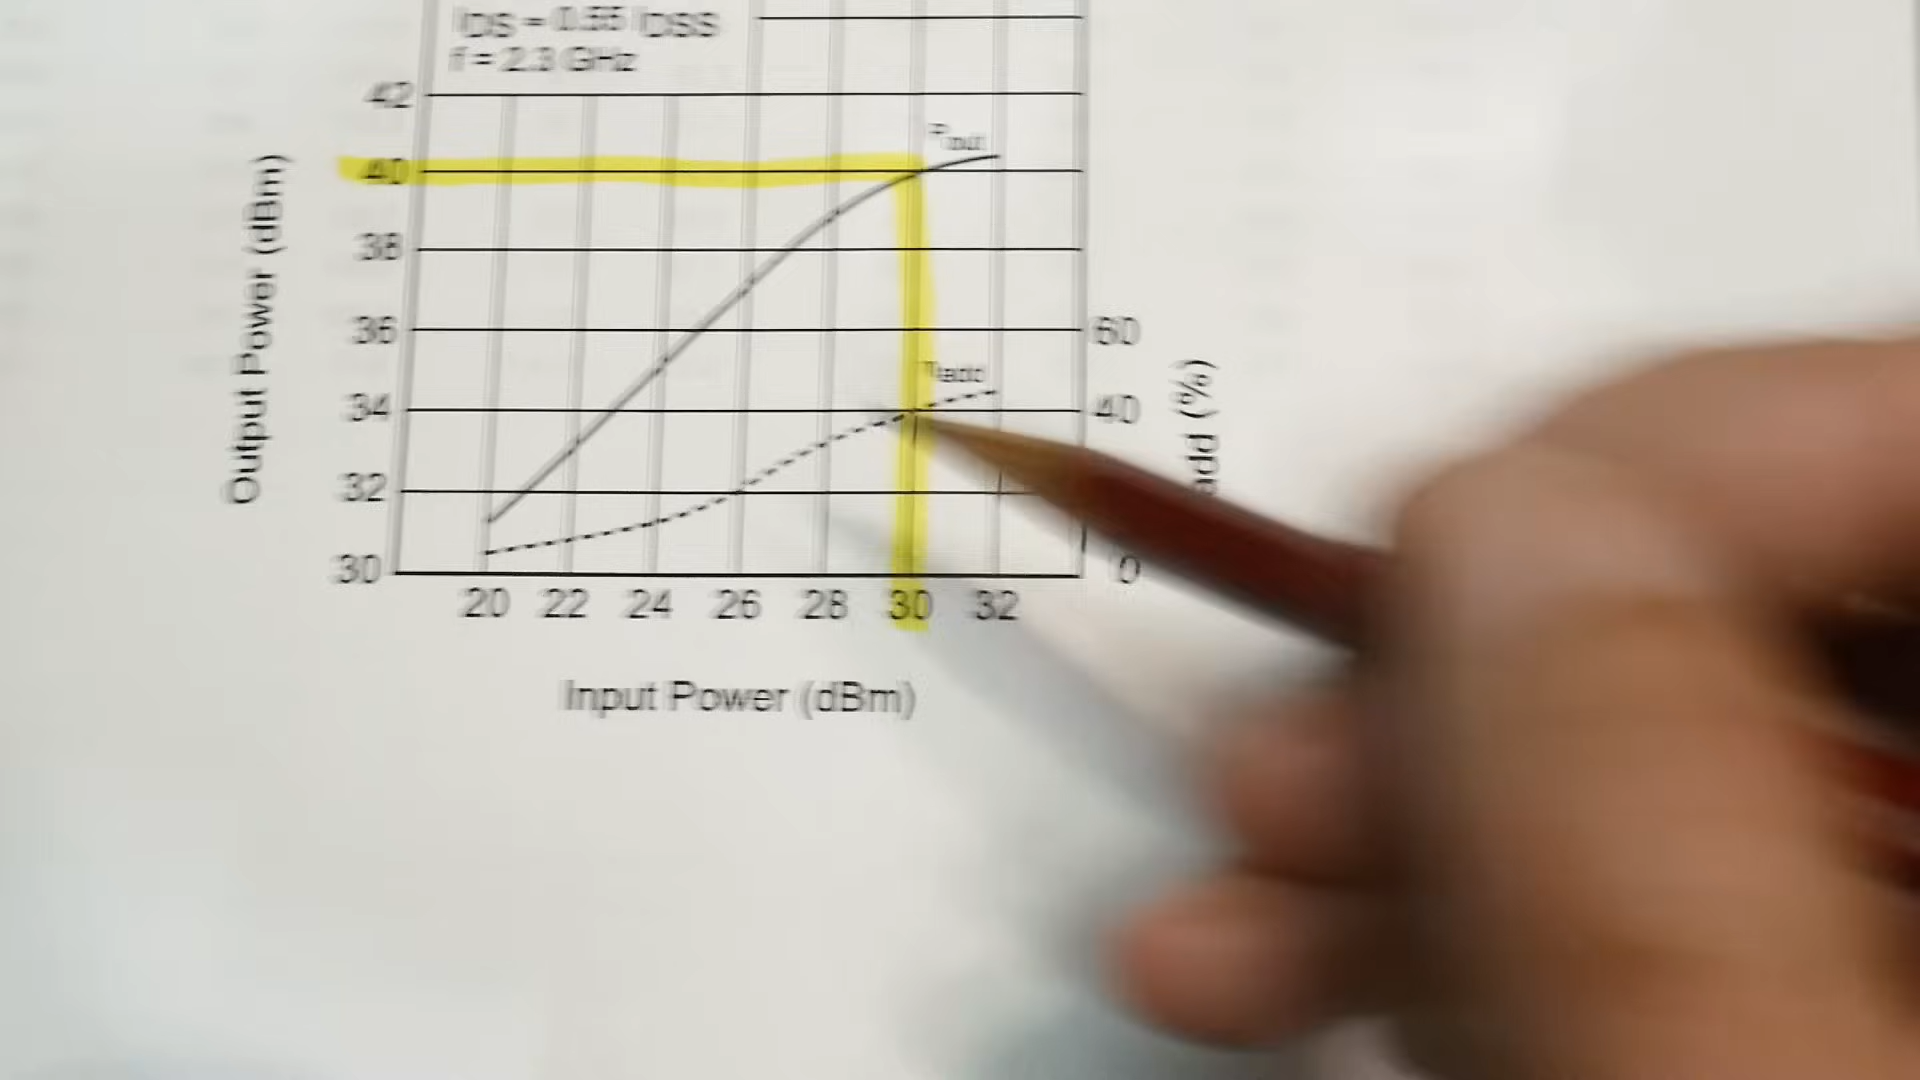 IDS = 0.55 IDSS
f = 2.3 GHz
42
Pout
40
38
36
60
ηadd
34
40
32
30
0
20 22 24 26 28 30 32
Output Power (dBm)
add (%)
Input Power (dBm)